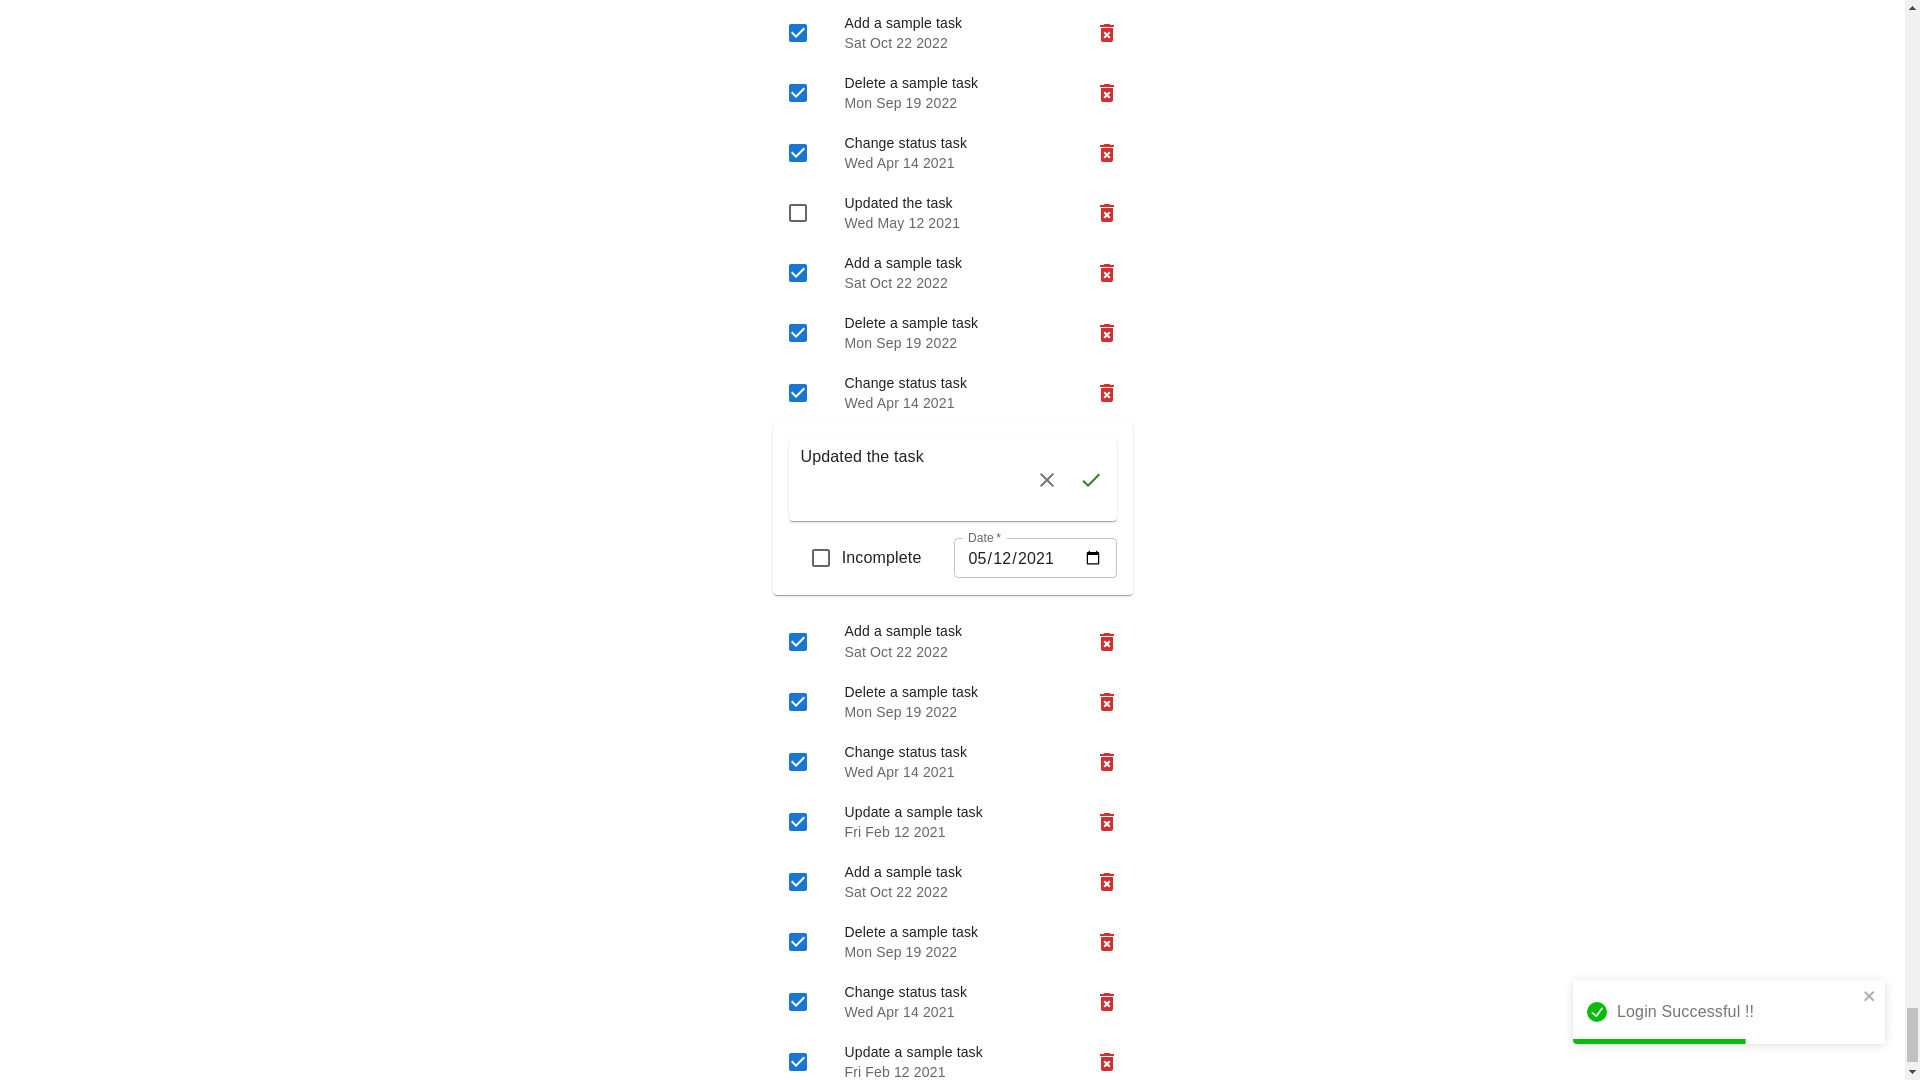 Add a sample task
Sat Oct 22 2022
Delete a sample task
Mon Sep 19 2022
Change status task
Wed Apr 14 2021
Updated the task
Wed May 12 2021
Add a sample task
Sat Oct 22 2022
Delete a sample task
Mon Sep 19 2022
Change status task
Wed Apr 14 2021
Updated the task
Incomplete
Date *
05/12/2021
Add a sample task
Sat Oct 22 2022
Delete a sample task
Mon Sep 19 2022
Change status task
Wed Apr 14 2021
Update a sample task
Fri Feb 12 2021
Add a sample task
Sat Oct 22 2022
Delete a sample task
Mon Sep 19 2022
Change status task
Wed Apr 14 2021
Update a sample task
Fri Feb 12 2021
Login Successful !!